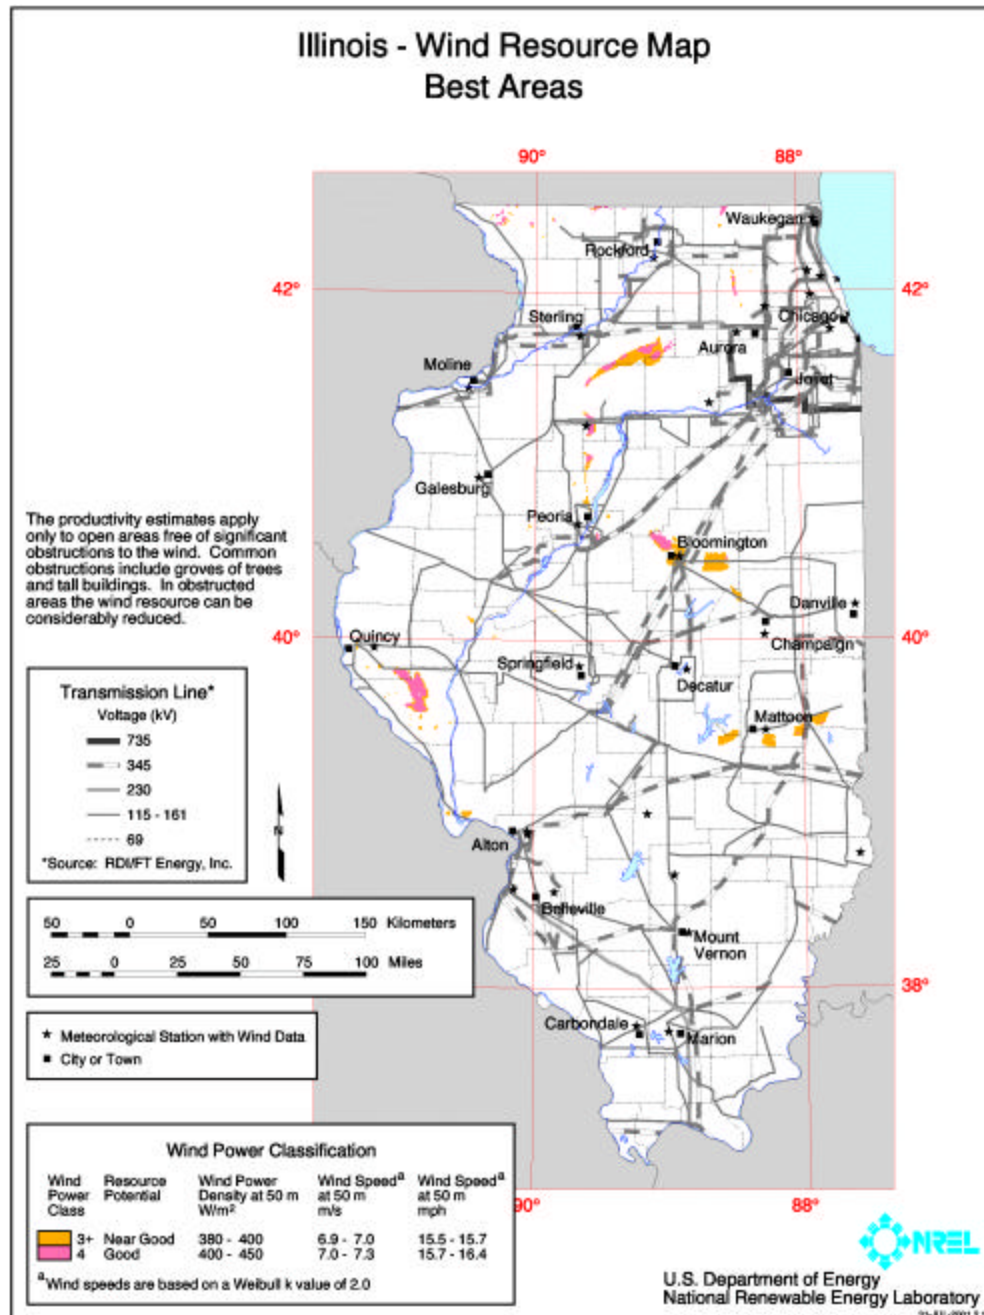 Illinois - Wind Resource Map
Best Areas
90°
88°
Waukegan
Rockford
42°
42°
Sterling
Chicago
Aurora
Moline
Joliet
Galesburg
Peoria
The productivity estimates apply
only to open areas free of significant
obstructions to the wind. Common
obstructions include groves of trees
and tall buildings. In obstructed
areas the wind resource can be
considerably reduced.
Bloomington
Danville
40°
40°
Quincy
Champaign
Springfield
Decatur
Transmission Line*
Voltage (kV)
735
345
230
115 - 161
69
*Source: RDI/FT Energy, Inc.
Mattoon
N
Alton
Belleville
50 0 50 100 150 Kilometers
25 0 25 50 75 100 Miles
Mount
Vernon
38°
Carbondale
Marion
Meteorological Station with Wind Data
City or Town
Wind Power Classification
Wind Power Class
Resource Potential
Wind Power Density at 50 m W/m²
Wind Speedᵃ at 50 m m/s
Wind Speedᵃ at 50 m mph
3+ Near Good 380 - 400 6.9 - 7.0 15.5 - 15.7
4 Good 400 - 450 7.0 - 7.3 15.7 - 16.4
ᵃWind speeds are based on a Weibull k value of 2.0
90°
88°
NREL
U.S. Department of Energy
National Renewable Energy Laboratory